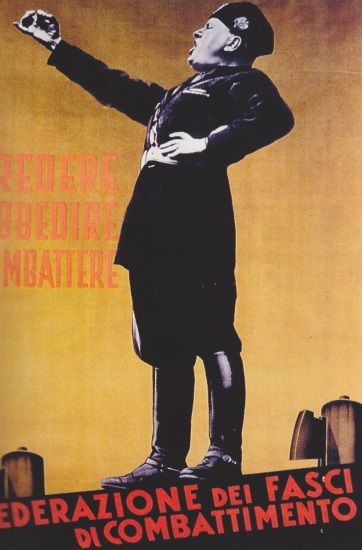 REDERE
BBEDIRE
MBATTERE
EDERAZIONE DEI FASCI
DI COMBATTIMENTO